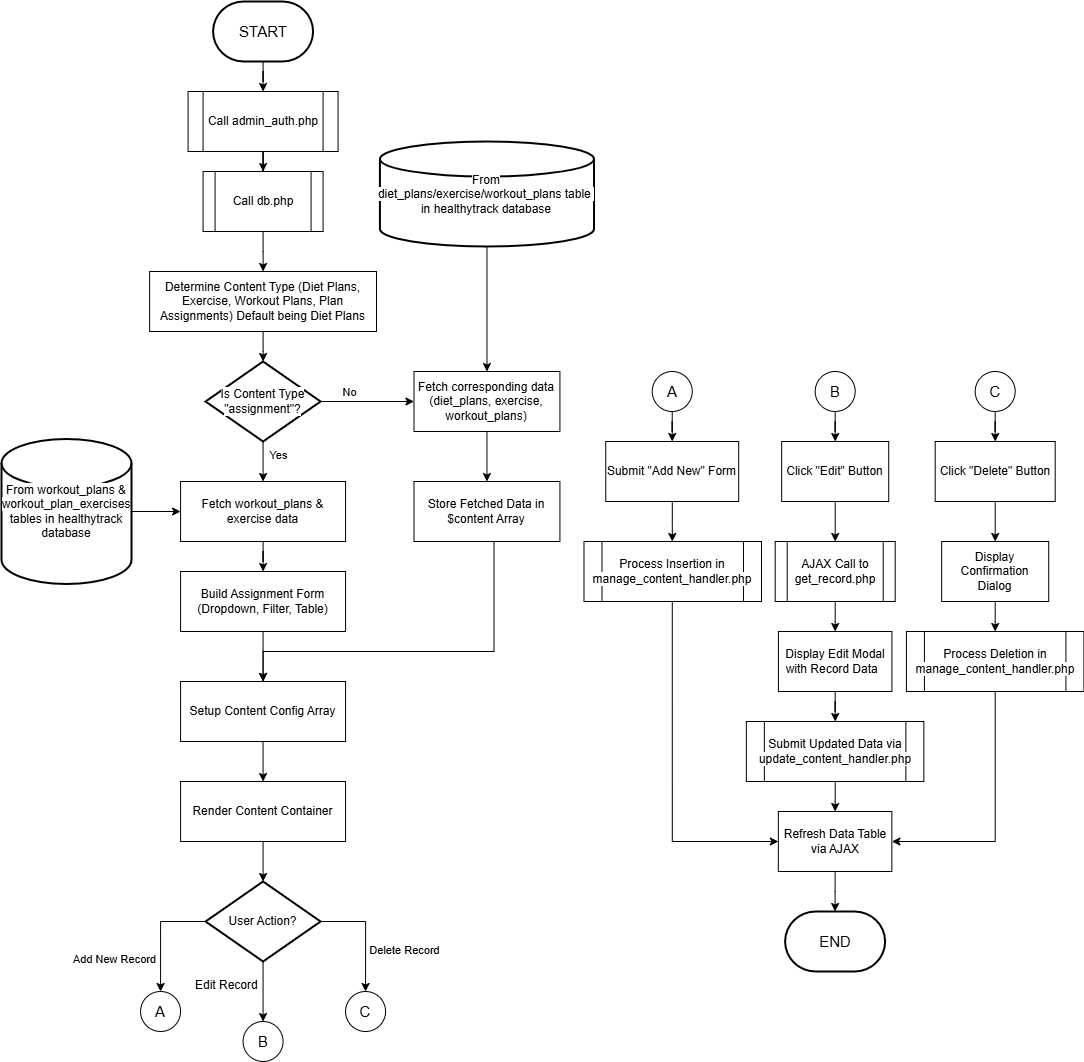 START
Call admin_auth.php
Call db.php
From
diet_plans/exercise/workout_plans table
in healthytrack database
Determine Content Type (Diet Plans,
Exercise, Workout Plans, Plan
Assignments) Default being Diet Plans
Is Content Type
"assignment"?
No
Yes
Fetch corresponding data
(diet_plans, exercise,
workout_plans)
From workout_plans &
workout_plan_exercises
tables in healthytrack
database
Fetch workout_plans &
exercise data
Store Fetched Data in
$content Array
Build Assignment Form
(Dropdown, Filter, Table)
Setup Content Config Array
Render Content Container
User Action?
Add New Record
Edit Record
Delete Record
A
B
C
A
Submit "Add New" Form
Process Insertion in
manage_content_handler.php
B
Click "Edit" Button
AJAX Call to
get_record.php
Display Edit Modal
with Record Data
Submit Updated Data via
update_content_handler.php
C
Click "Delete" Button
Display
Confirmation
Dialog
Process Deletion in
manage_content_handler.php
Refresh Data Table
via AJAX
END